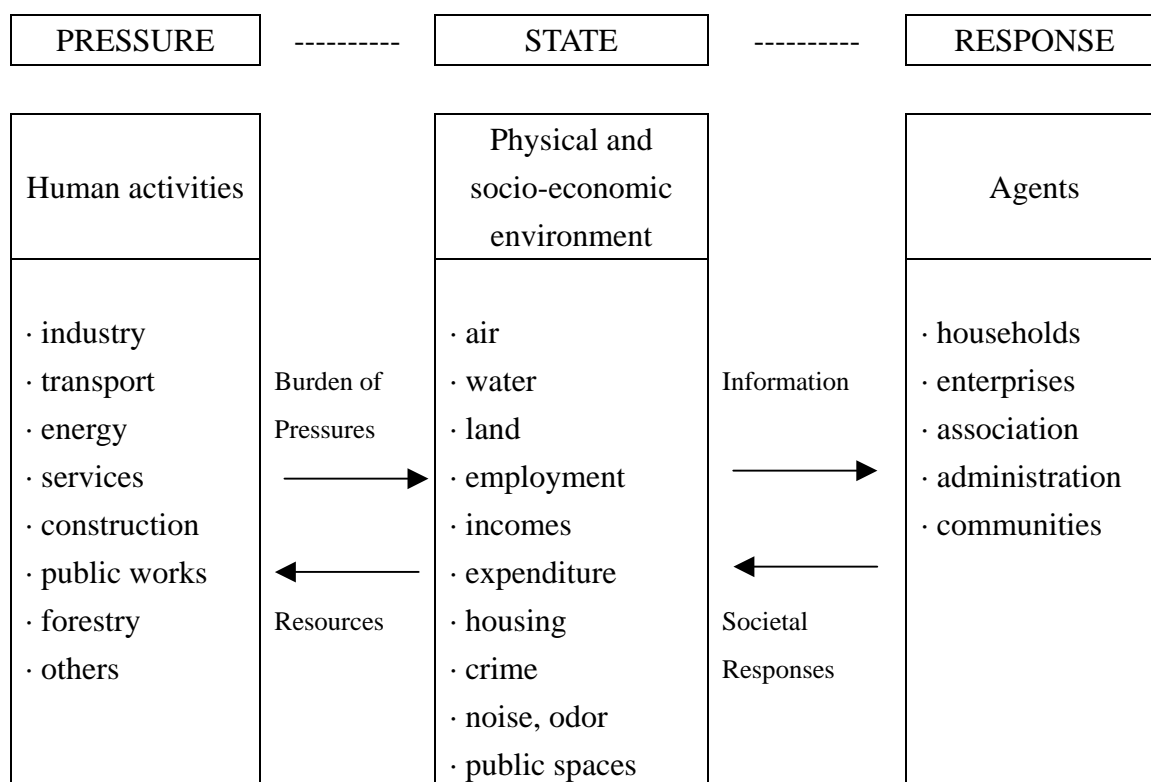 PRESSURE ---------- STATE ---------- RESPONSE
Human activities
Physical and
socio-economic
environment
Agents
· industry
· transport
· energy
· services
· construction
· public works
· forestry
· others
Burden of
Pressures
Resources
· air
· water
· land
· employment
· incomes
· expenditure
· housing
· crime
· noise, odor
· public spaces
Information
Societal
Responses
· households
· enterprises
· association
· administration
· communities